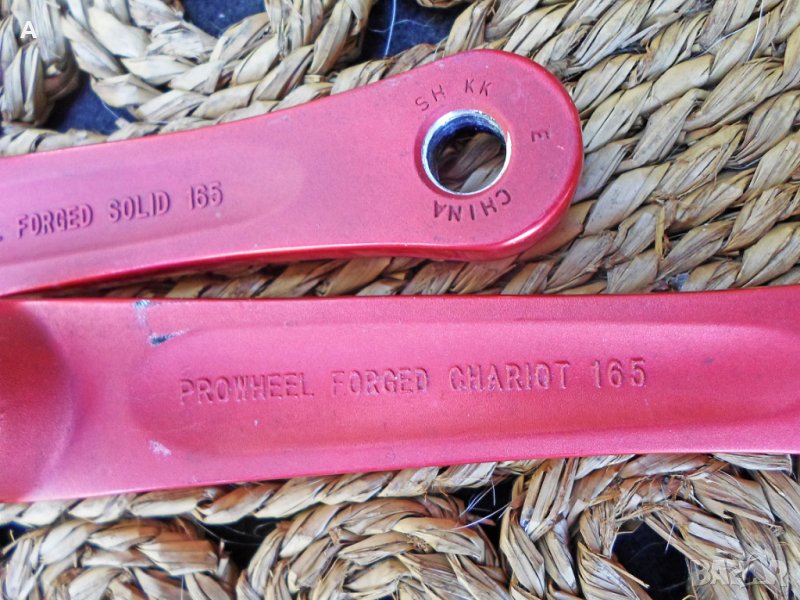 A
SH KK E
CHINA
L FORGED SOLID 165
PROWHEEL FORGED CHARIOT 165